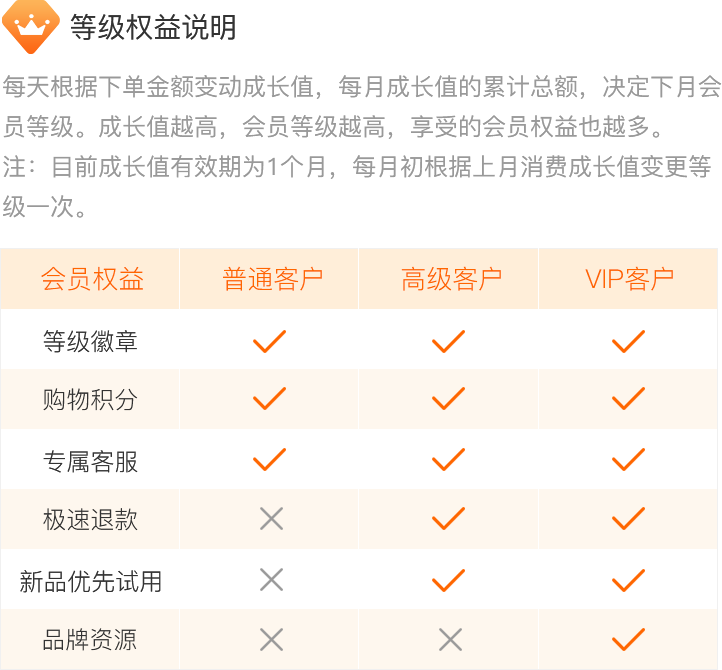 等级权益说明
每天根据下单金额变动成长值，每月成长值的累计总额，决定下月会
员等级。成长值越高，会员等级越高，享受的会员权益也越多。
注：目前成长值有效期为1个月，每月初根据上月消费成长值变更等
级一次。
会员权益 普通客户 高级客户 VIP客户
等级徽章
购物积分
专属客服
极速退款
新品优先试用
品牌资源